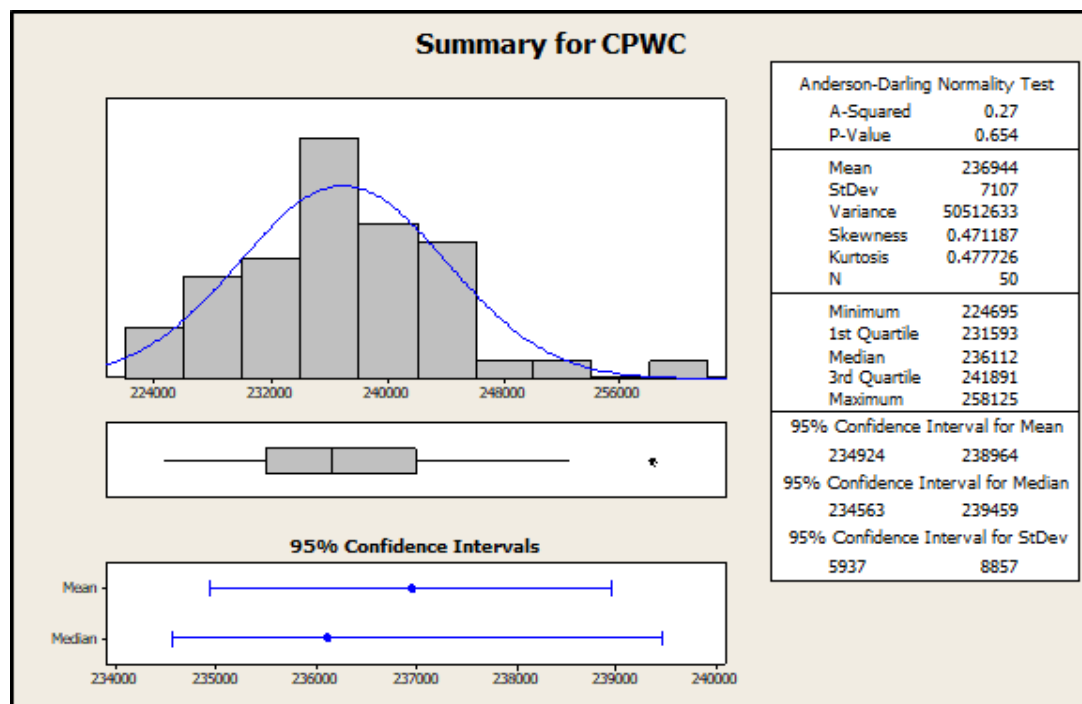 Summary for CPWC
224000 232000 240000 248000 256000
95% Confidence Intervals
Mean
Median
234000 235000 236000 237000 238000 239000 240000
Anderson-Darling Normality Test
A-Squared 0.27
P-Value 0.654
Mean 236944
StDev 7107
Variance 50512633
Skewness 0.471187
Kurtosis 0.477726
N 50
Minimum 224695
1st Quartile 231593
Median 236112
3rd Quartile 241891
Maximum 258125
95% Confidence Interval for Mean
234924 238964
95% Confidence Interval for Median
234563 239459
95% Confidence Interval for StDev
5937 8857